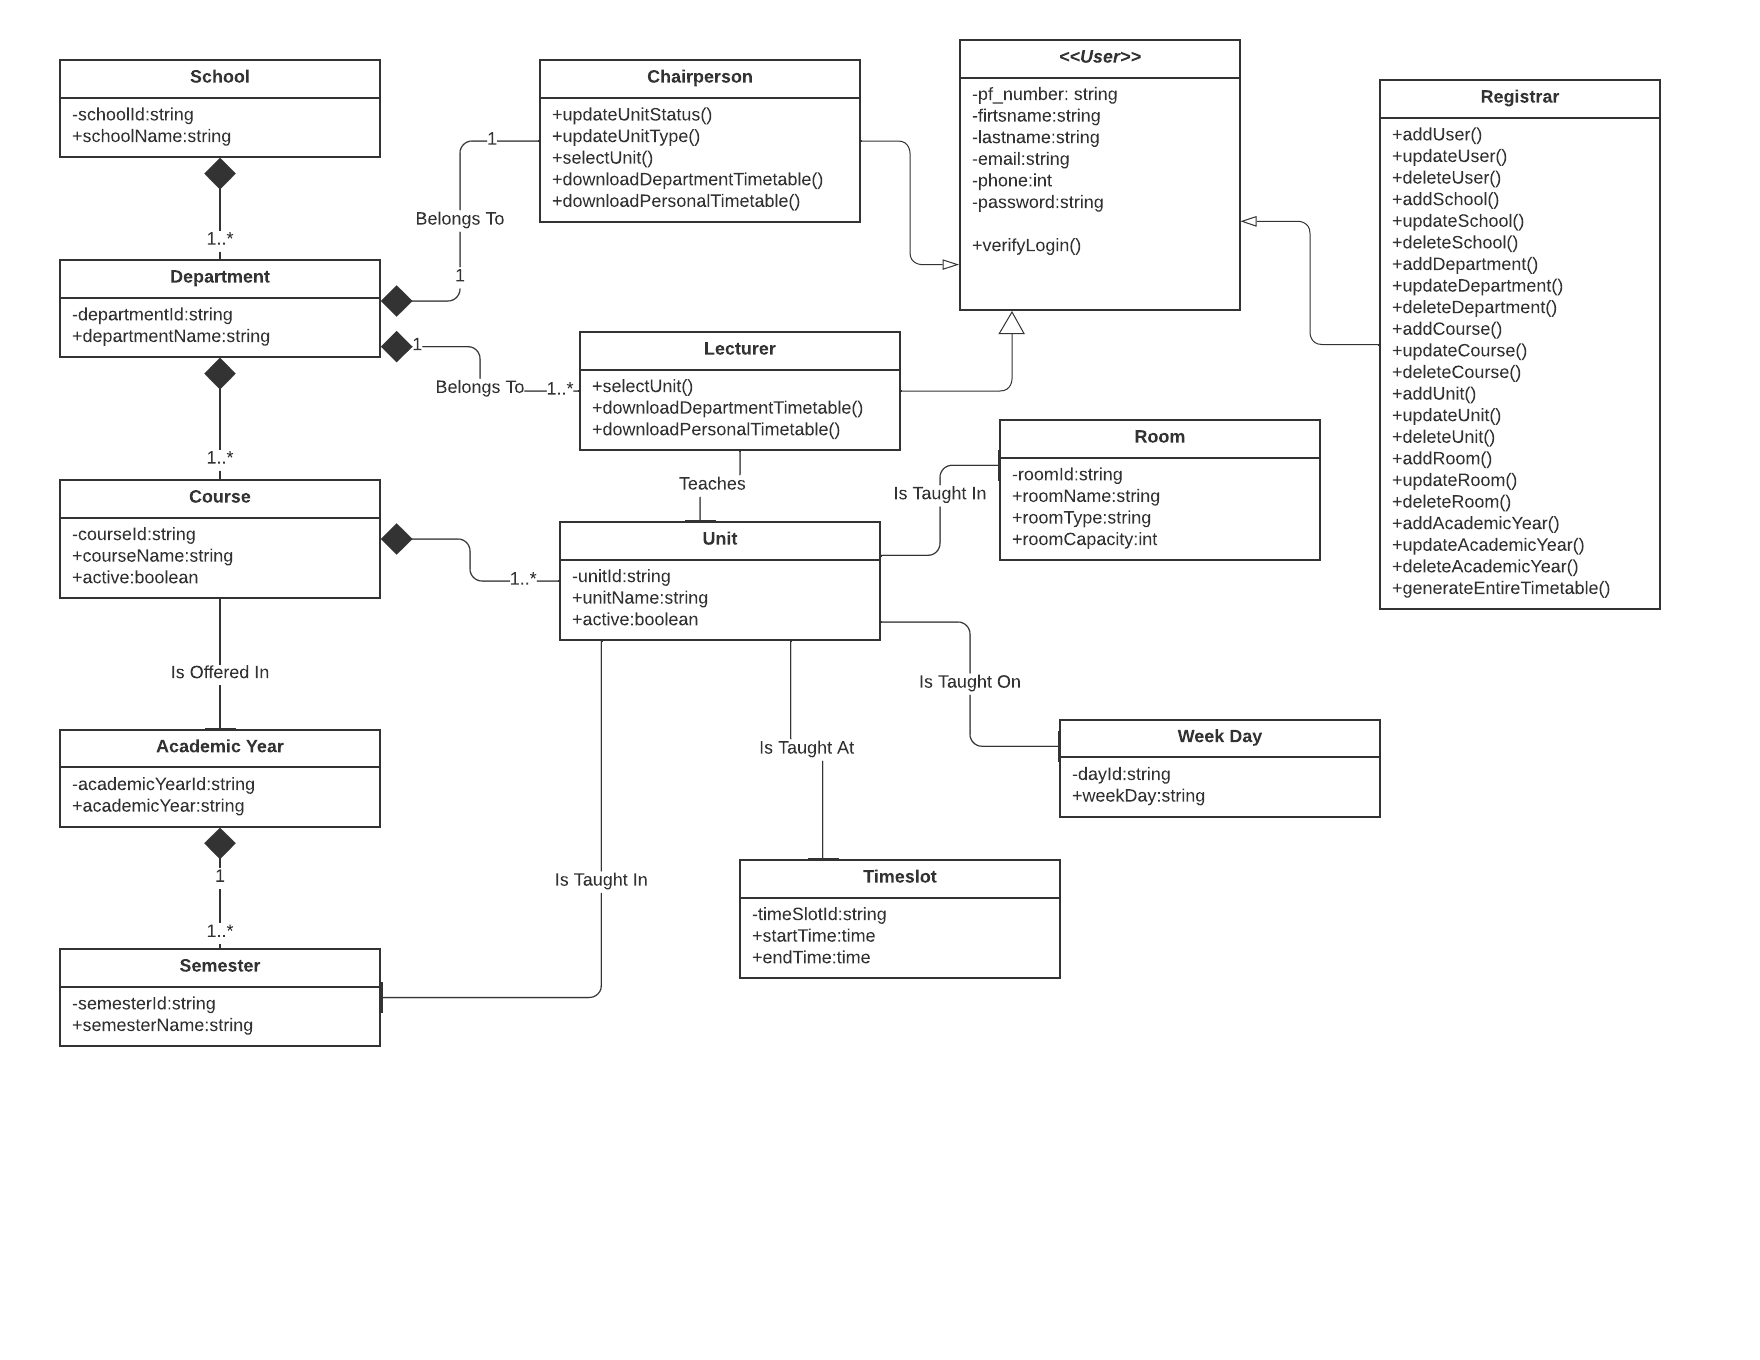 School
-schoolId:string
+schoolName:string
1..*
Department
-departmentId:string
+departmentName:string
1..*
Course
-courseId:string
+courseName:string
+active:boolean
Is Offered In
Academic Year
-academicYearId:string
+academicYear:string
1
1..*
Semester
-semesterId:string
+semesterName:string
1
Belongs To
1
1
Belongs To
1..*
1..*
Chairperson
+updateUnitStatus()
+updateUnitType()
+selectUnit()
+downloadDepartmentTimetable()
+downloadPersonalTimetable()
Lecturer
+selectUnit()
+downloadDepartmentTimetable()
+downloadPersonalTimetable()
Teaches
Unit
-unitId:string
+unitName:string
+active:boolean
Is Taught In
Is Taught At
Is Taught In
Is Taught On
<<User>>
-pf_number: string
-firtsname:string
-lastname:string
-email:string
-phone:int
-password:string
+verifyLogin()
Room
-roomId:string
+roomName:string
+roomType:string
+roomCapacity:int
Week Day
-dayId:string
+weekDay:string
Timeslot
-timeSlotId:string
+startTime:time
+endTime:time
Registrar
+addUser()
+updateUser()
+deleteUser()
+addSchool()
+updateSchool()
+deleteSchool()
+addDepartment()
+updateDepartment()
+deleteDepartment()
+addCourse()
+updateCourse()
+deleteCourse()
+addUnit()
+updateUnit()
+deleteUnit()
+addRoom()
+updateRoom()
+deleteRoom()
+addAcademicYear()
+updateAcademicYear()
+deleteAcademicYear()
+generateEntireTimetable()